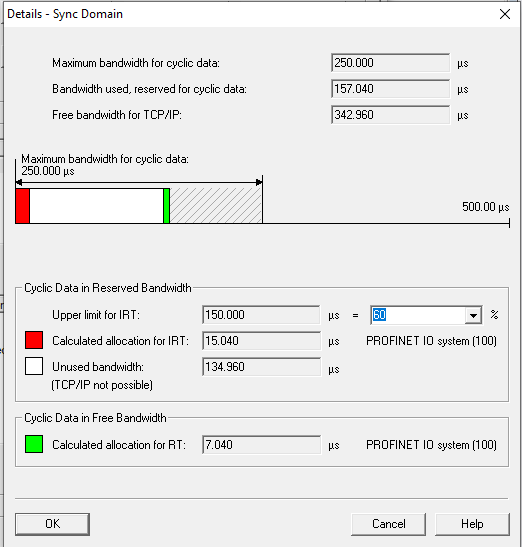 Details - Sync Domain
Maximum bandwidth for cyclic data: 250.000 µs
Bandwidth used, reserved for cyclic data: 157.040 µs
Free bandwidth for TCP/IP: 342.960 µs
Maximum bandwidth for cyclic data:
250.000 µs
500.00 µs
Cyclic Data in Reserved Bandwidth
Upper limit for IRT: 150.000 µs = 60 %
Calculated allocation for IRT: 15.040 µs PROFINET IO system (100)
Unused bandwidth: 134.960 µs
(TCP/IP not possible)
Cyclic Data in Free Bandwidth
Calculated allocation for RT: 7.040 µs PROFINET IO system (100)
OK Cancel Help